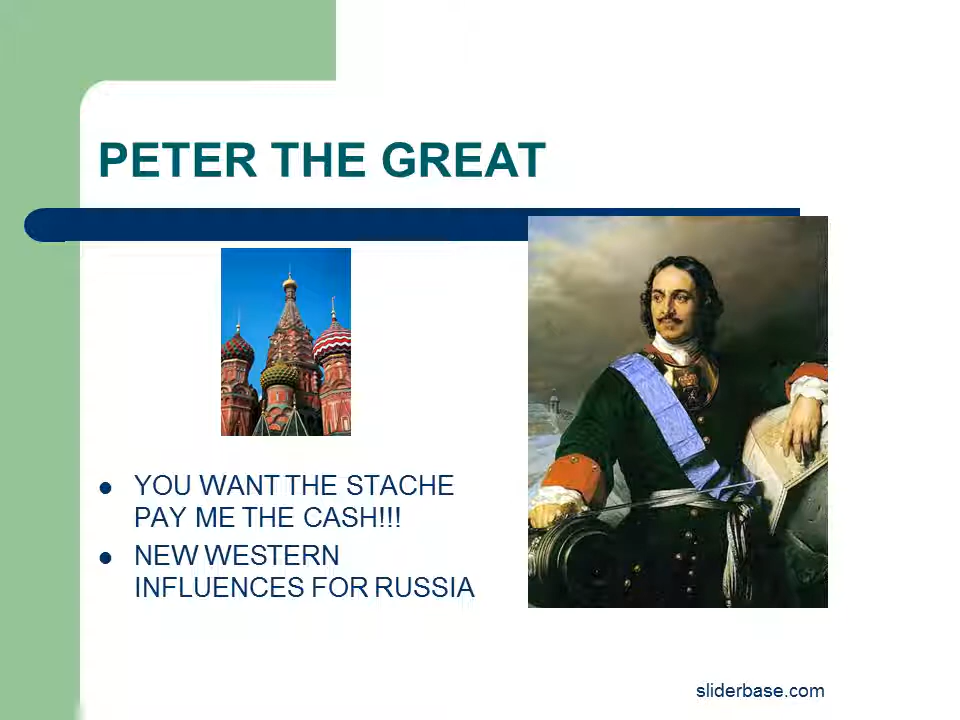 PETER THE GREAT
YOU WANT THE STACHE
PAY ME THE CASH!!!
NEW WESTERN
INFLUENCES FOR RUSSIA
sliderbase.com